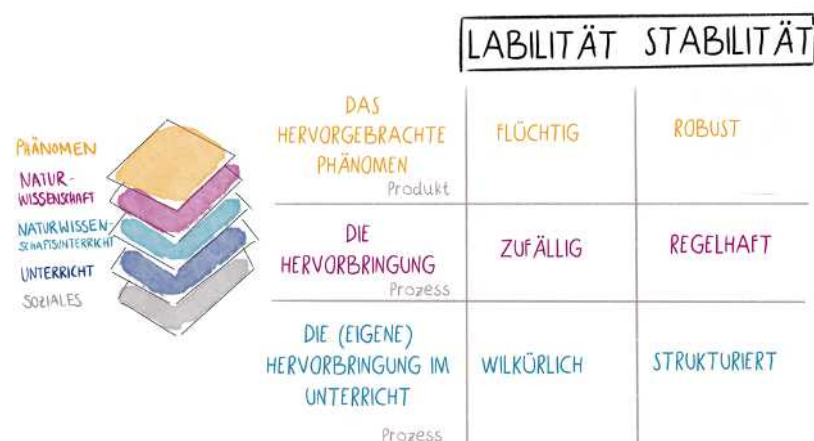 LABILITÄT STABILITÄT
PHÄNOMEN
NATUR-
WISSENSCHAFT
NATURWISSEN-
SCHAFTSUNTERRICHT
UNTERRICHT
SOZIALES
DAS
HERVORGEBRACHTE
PHÄNOMEN
Produkt
FLÜCHTIG
ROBUST
DIE
HERVORBRINGUNG
Prozess
ZUFÄLLIG
REGELHAFT
DIE (EIGENE)
HERVORBRINGUNG IM
UNTERRICHT
Prozess
WILKÜRLICH
STRUKTURIERT